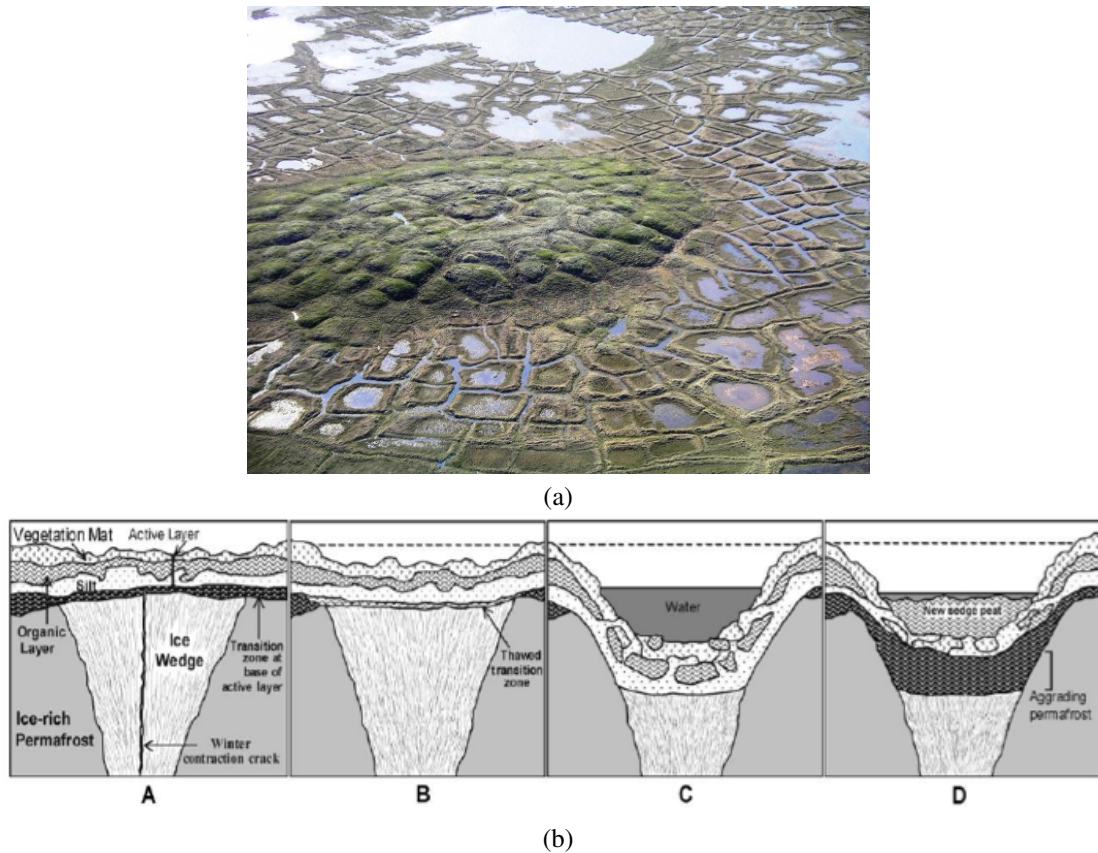 (a)
Vegetation Mat
Active Layer
Silt
Organic
Layer
Ice
Wedge
Transition
zone at
base of
active layer
Ice-rich
Permafrost
Winter
contraction crack
A
Thawed
transition
zone
B
Water
C
New sedge peat
Aggrading
permafrost
D
(b)